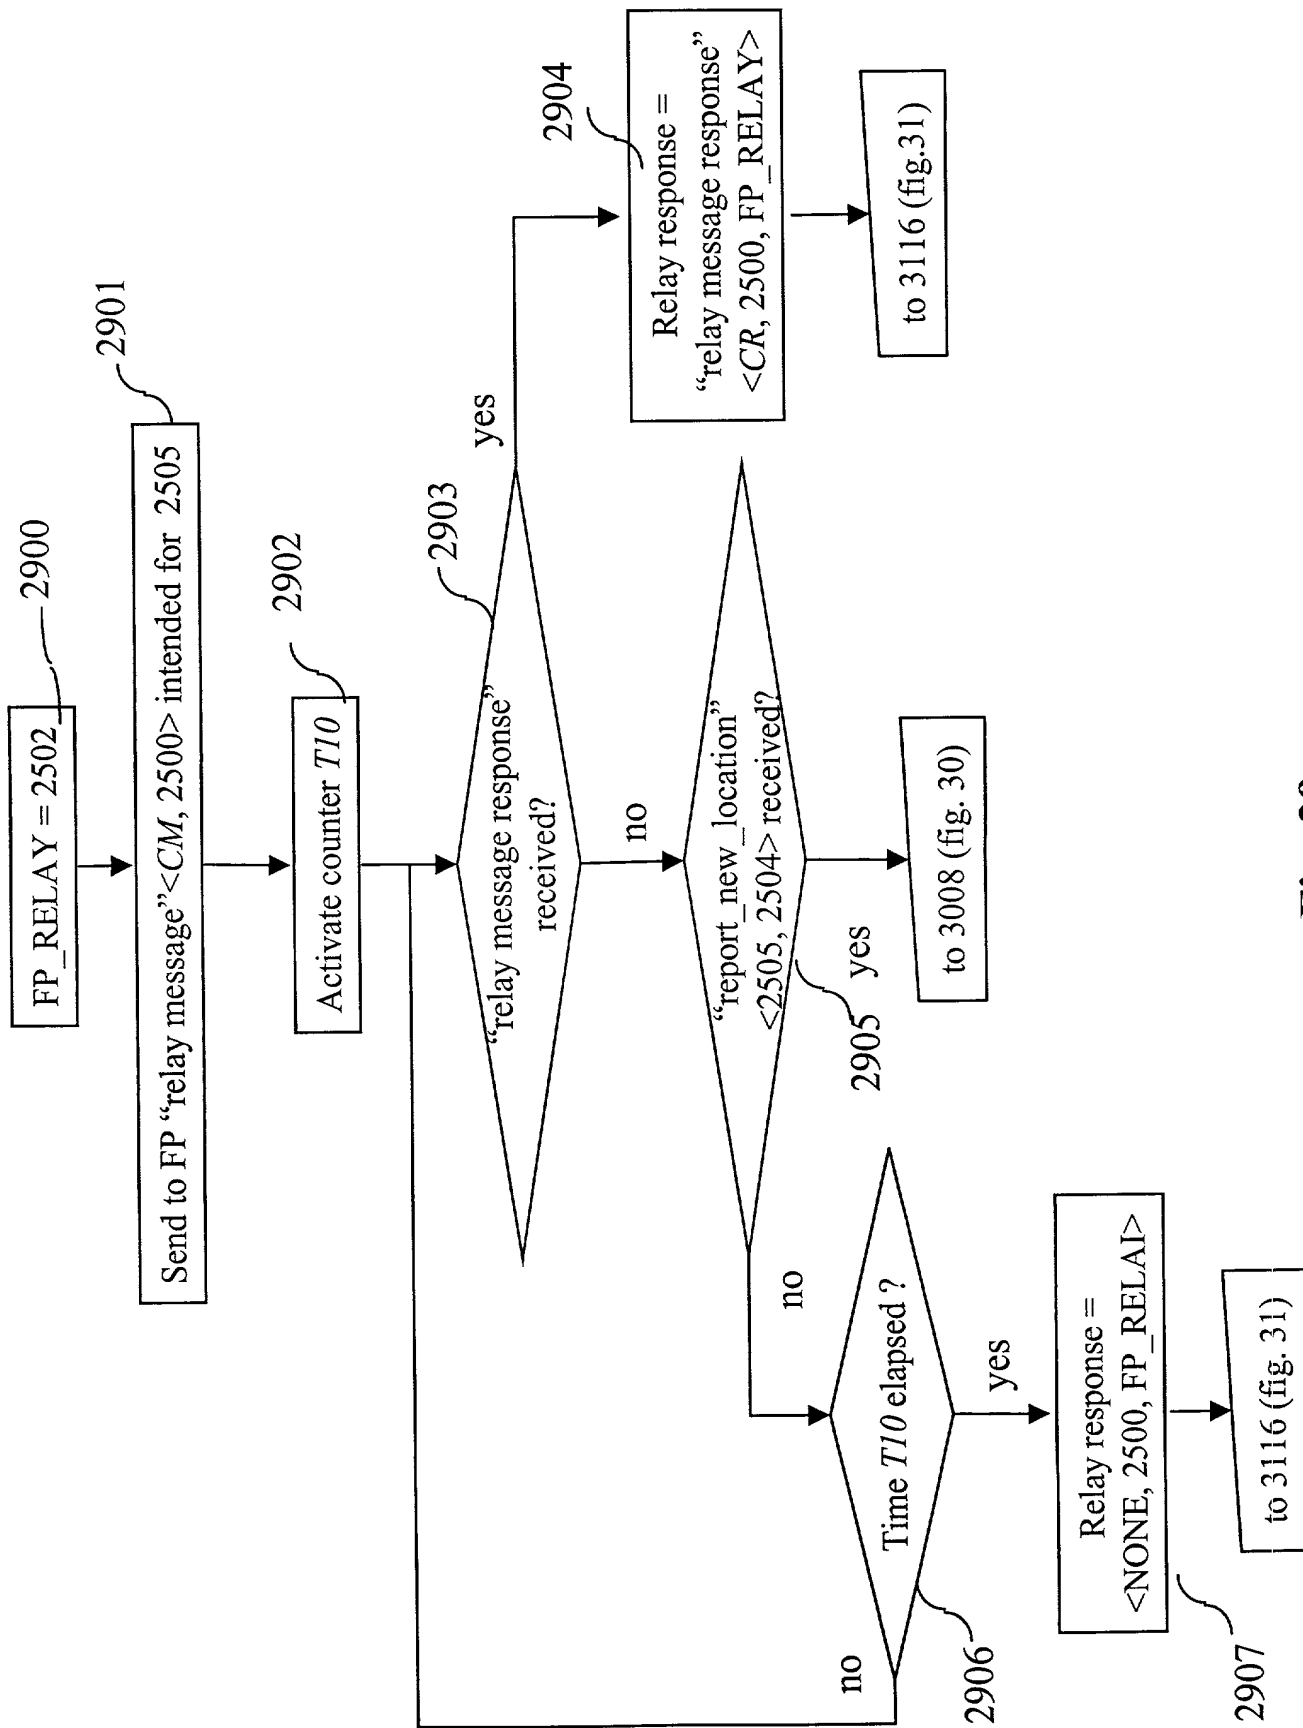 FP_RELAY = 2502
2900
Send to FP “relay message”<CM, 2500> intended for 2505
2901
Activate counter T10
2902
“relay message response”
received?
2903
yes
Relay response =
“relay message response”
<CR, 2500, FP_RELAY>
2904
to 3116 (fig.31)
no
“report_new_location”
<2505, 2504> received?
2905
yes
to 3008 (fig. 30)
no
Time T10 elapsed ?
2906
no
yes
Relay response =
<NONE, 2500, FP_RELAI>
2907
to 3116 (fig. 31)